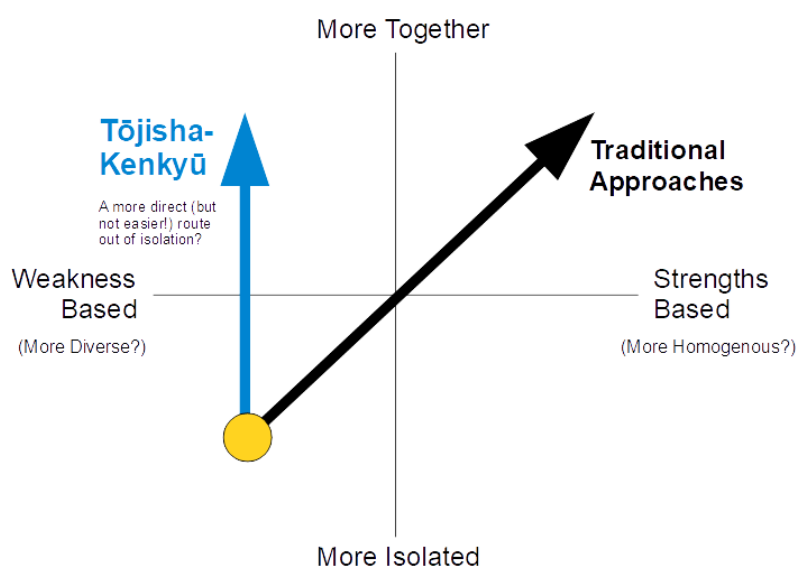 More Together
Tōjisha-
Kenkyū
A more direct (but
not easier!) route
out of isolation?
Traditional
Approaches
Weakness
Based
(More Diverse?)
Strengths
Based
(More Homogenous?)
More Isolated